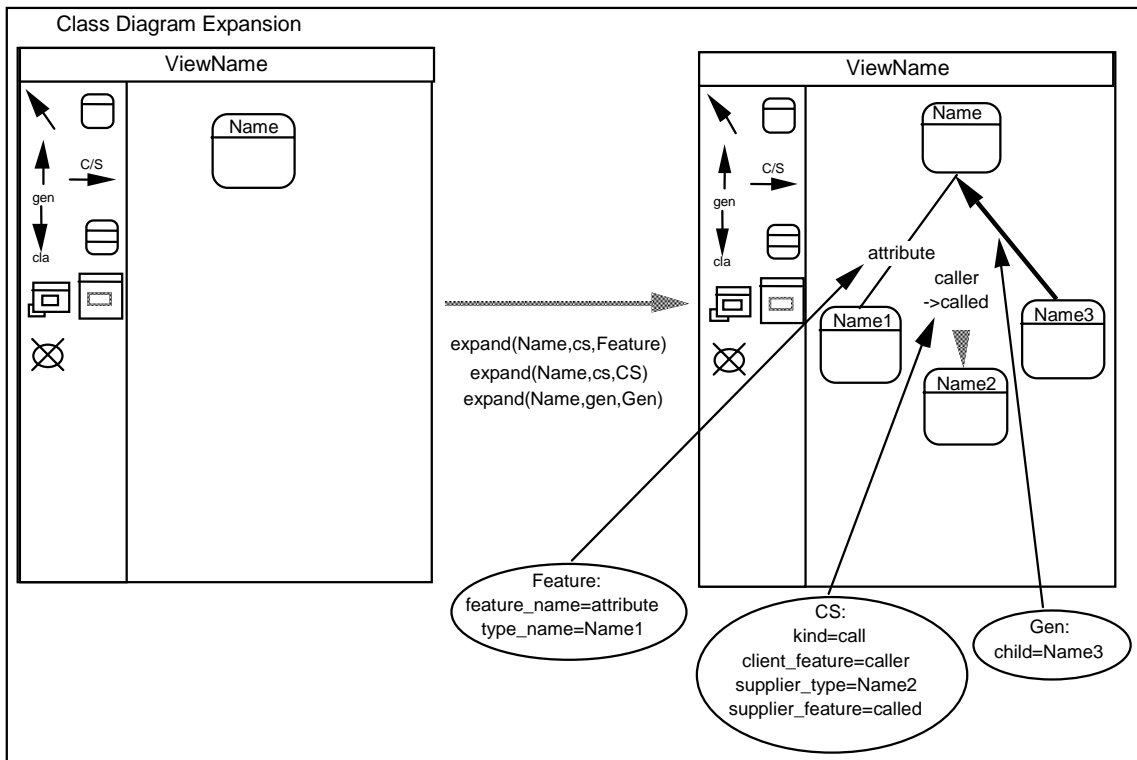 Class Diagram Expansion
ViewName
Name
C/S
gen
cla
expand(Name,cs,Feature)
expand(Name,cs,CS)
expand(Name,gen,Gen)
ViewName
Name
C/S
gen
cla
attribute
caller
->called
Name1
Name3
Name2
Feature:
feature_name=attribute
type_name=Name1
CS:
kind=call
client_feature=caller
supplier_type=Name2
supplier_feature=called
Gen:
child=Name3